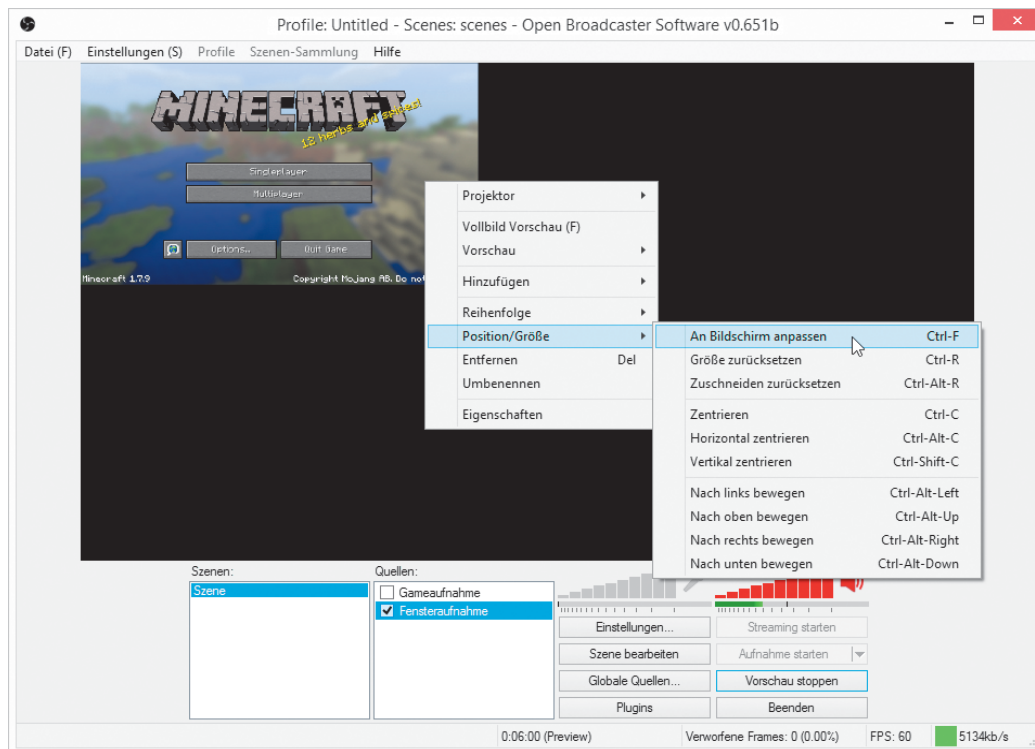 Profile: Untitled - Scenes: scenes - Open Broadcaster Software v0.651b
Datei (F) Einstellungen (S) Profile Szenen-Sammlung Hilfe
MINECRAFT
13 herbs and spices!
Singleplayer
Multiplayer
Options... Quit Game
Minecraft 1.7.9 Copyright Mojang AB. Do not
Projektor
Vollbild Vorschau (F)
Vorschau
Hinzufügen
Reihenfolge
Position/Größe
Entfernen Del
Umbenennen
Eigenschaften
An Bildschirm anpassen Ctrl-F
Größe zurücksetzen Ctrl-R
Zuschneiden zurücksetzen Ctrl-Alt-R
Zentrieren Ctrl-C
Horizontal zentrieren Ctrl-Alt-C
Vertikal zentrieren Ctrl-Shift-C
Nach links bewegen Ctrl-Alt-Left
Nach oben bewegen Ctrl-Alt-Up
Nach rechts bewegen Ctrl-Alt-Right
Nach unten bewegen Ctrl-Alt-Down
Szenen:
Szene
Quellen:
Gameaufnahme
Fensteraufnahme
Einstellungen... Streaming starten
Szene bearbeiten Aufnahme starten
Globale Quellen... Vorschau stoppen
Plugins Beenden
0:06:00 (Preview) Verworfene Frames: 0 (0.00%) FPS: 60 5134kb/s